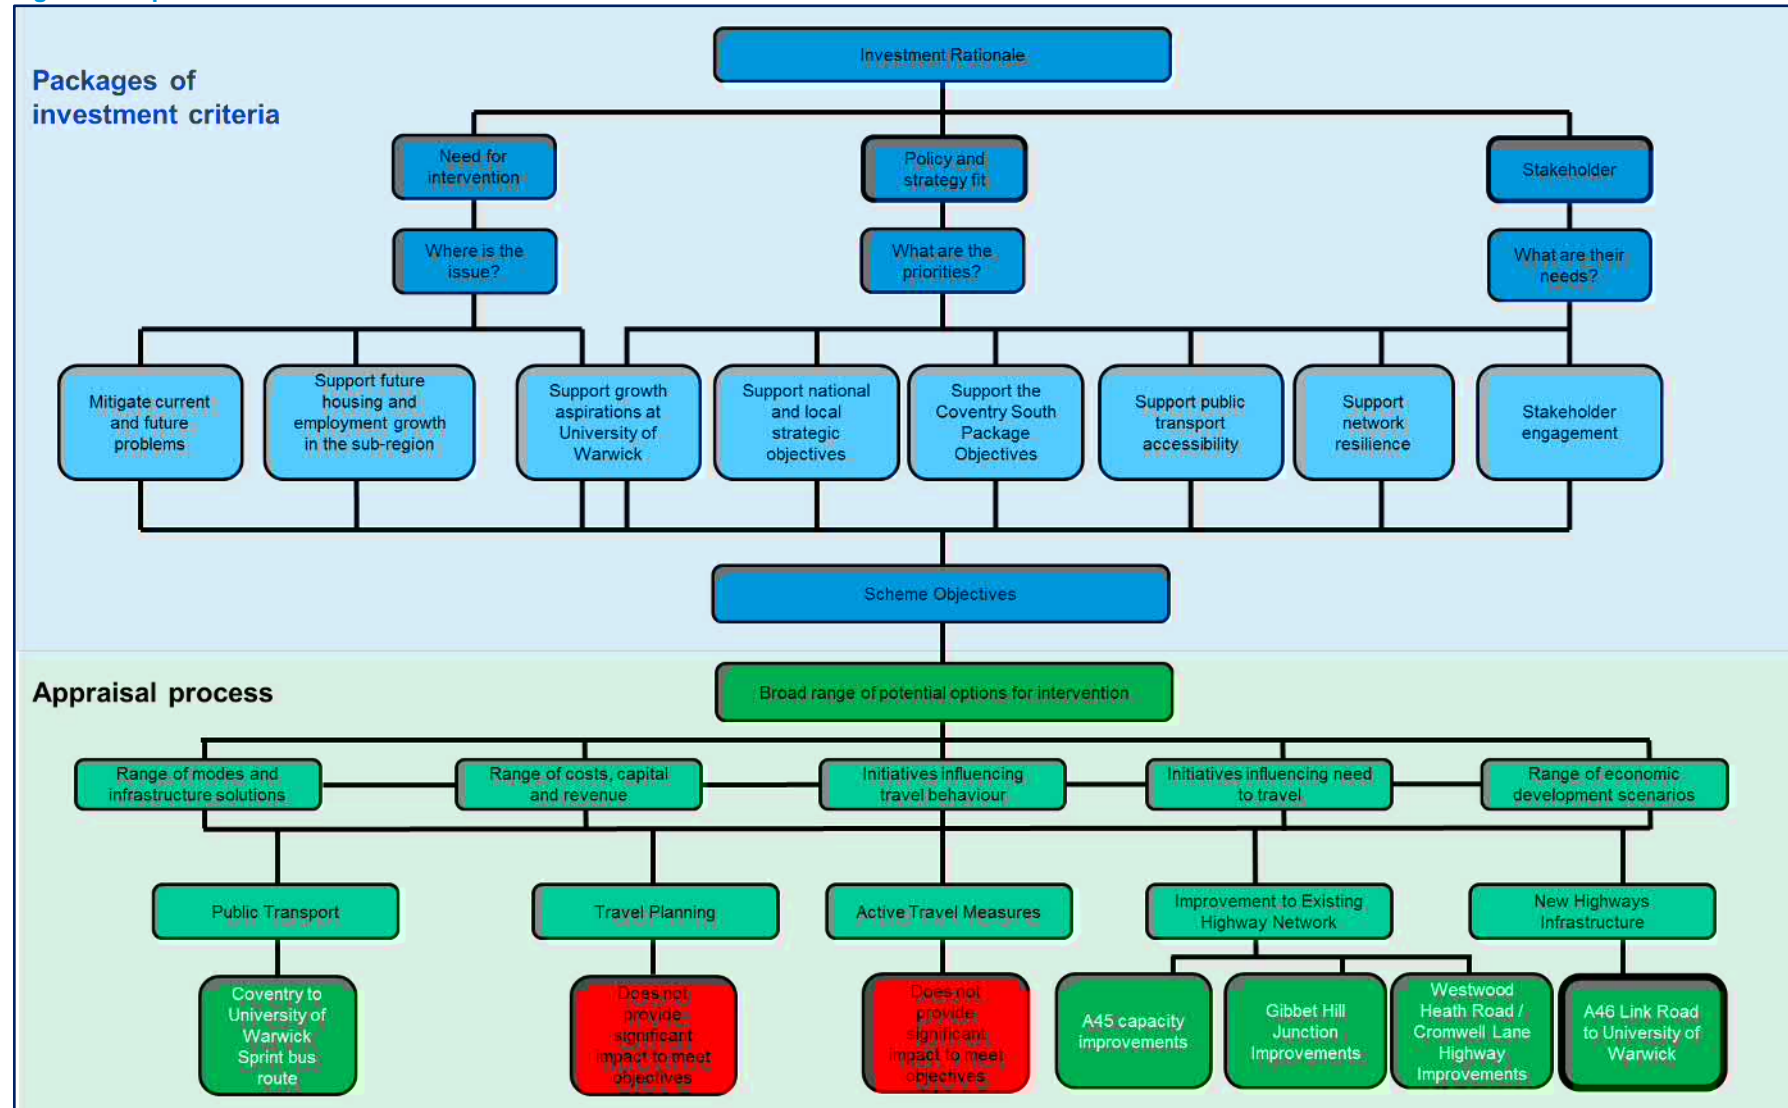 Packages of
investment criteria
Investment Rationale
Need for
intervention
Policy and
strategy fit
Stakeholder
Where is the
issue?
What are the
priorities?
What are their
needs?
Mitigate current
and future
problems
Support future
housing and
employment growth
in the sub-region
Support growth
aspirations at
University of
Warwick
Support national
and local
strategic
objectives
Support the
Coventry South
Package
Objectives
Support public
transport
accessibility
Support
network
resilience
Stakeholder
engagement
Scheme Objectives
Appraisal process
Broad range of potential options for intervention
Range of modes and
infrastructure solutions
Range of costs, capital
and revenue
Initiatives influencing
travel behaviour
Initiatives influencing need
to travel
Range of economic
development scenarios
Public Transport
Travel Planning
Active Travel Measures
Improvement to Existing
Highway Network
New Highways
Infrastructure
Coventry to
University of
Warwick
Sprint bus
route
Does not
provide
significant
impact to meet
objectives
Does not
provide
significant
impact to meet
objectives
A45 capacity
improvements
Gibbet Hill
Junction
Improvements
Westwood
Heath Road /
Cromwell Lane
Highway
Improvements
A46 Link Road
to University of
Warwick